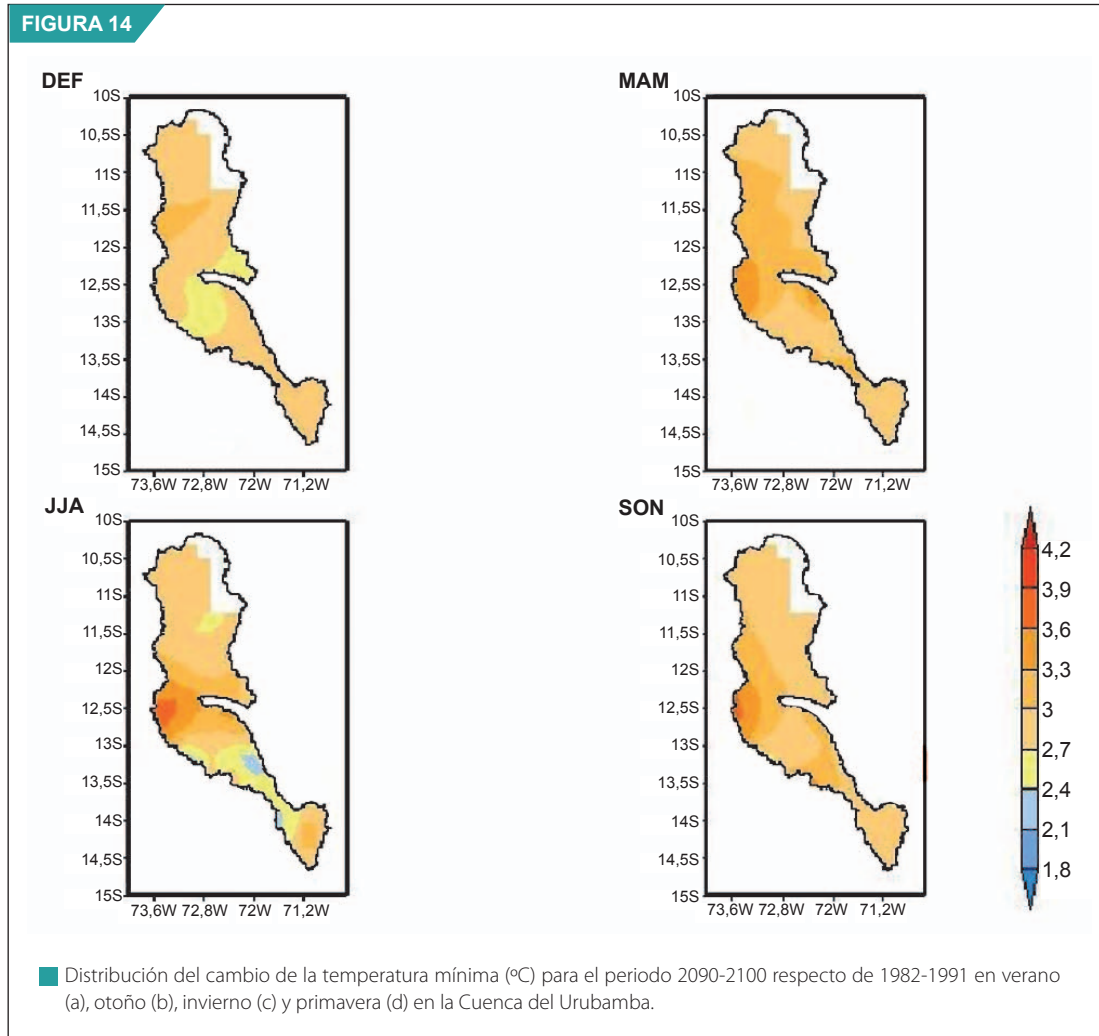 FIGURA 14
DEF
10S
10,5S
11S
11,5S
12S
12,5S
13S
13,5S
14S
14,5S
15S
73,6W 72,8W 72W 71,2W
MAM
10S
10,5S
11S
11,5S
12S
12,5S
13S
13,5S
14S
14,5S
15S
73,6W 72,8W 72W 71,2W
JJA
10S
10,5S
11S
11,5S
12S
12,5S
13S
13,5S
14S
14,5S
15S
73,6W 72,8W 72W 71,2W
SON
10S
10,5S
11S
11,5S
12S
12,5S
13S
13,5S
14S
14,5S
15S
73,6W 72,8W 72W 71,2W
4,2
3,9
3,6
3,3
3
2,7
2,4
2,1
1,8
Distribución del cambio de la temperatura mínima (ºC) para el periodo 2090-2100 respecto de 1982-1991 en verano
(a), otoño (b), invierno (c) y primavera (d) en la Cuenca del Urubamba.